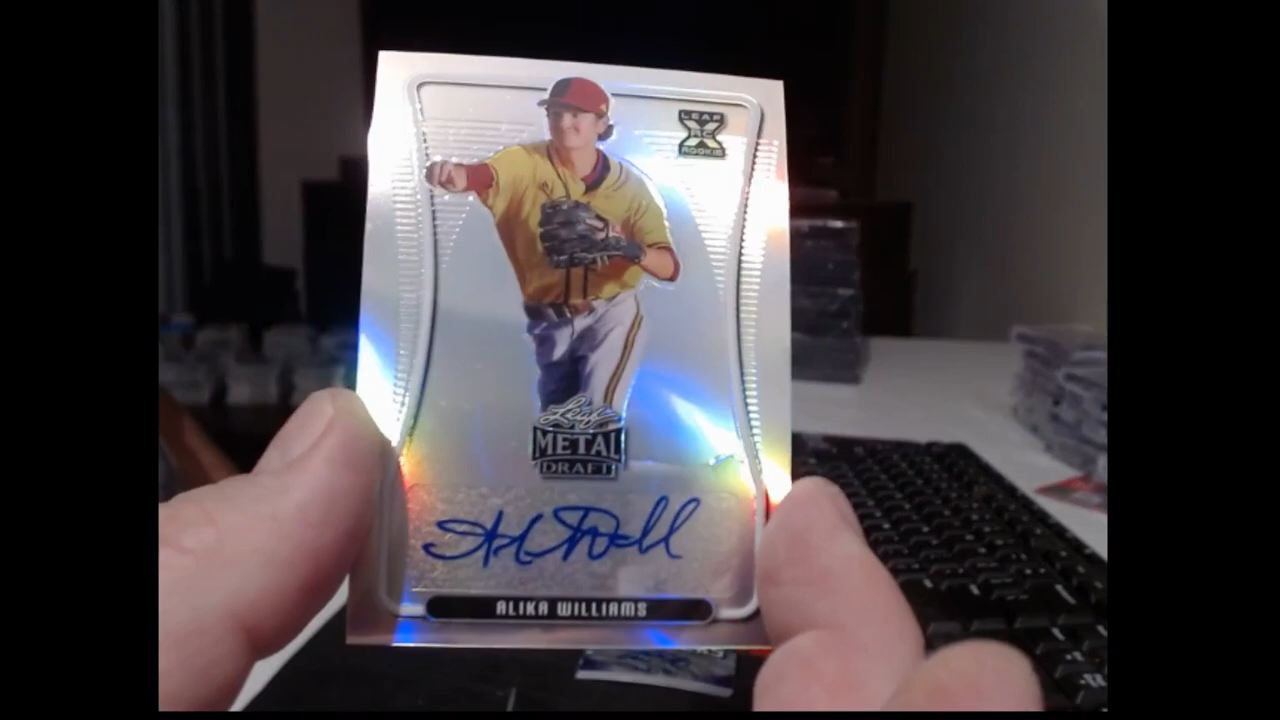 LEAF
RC
ROOKIE
Leaf
METAL
DRAFT
ALIKA WILLIAMS